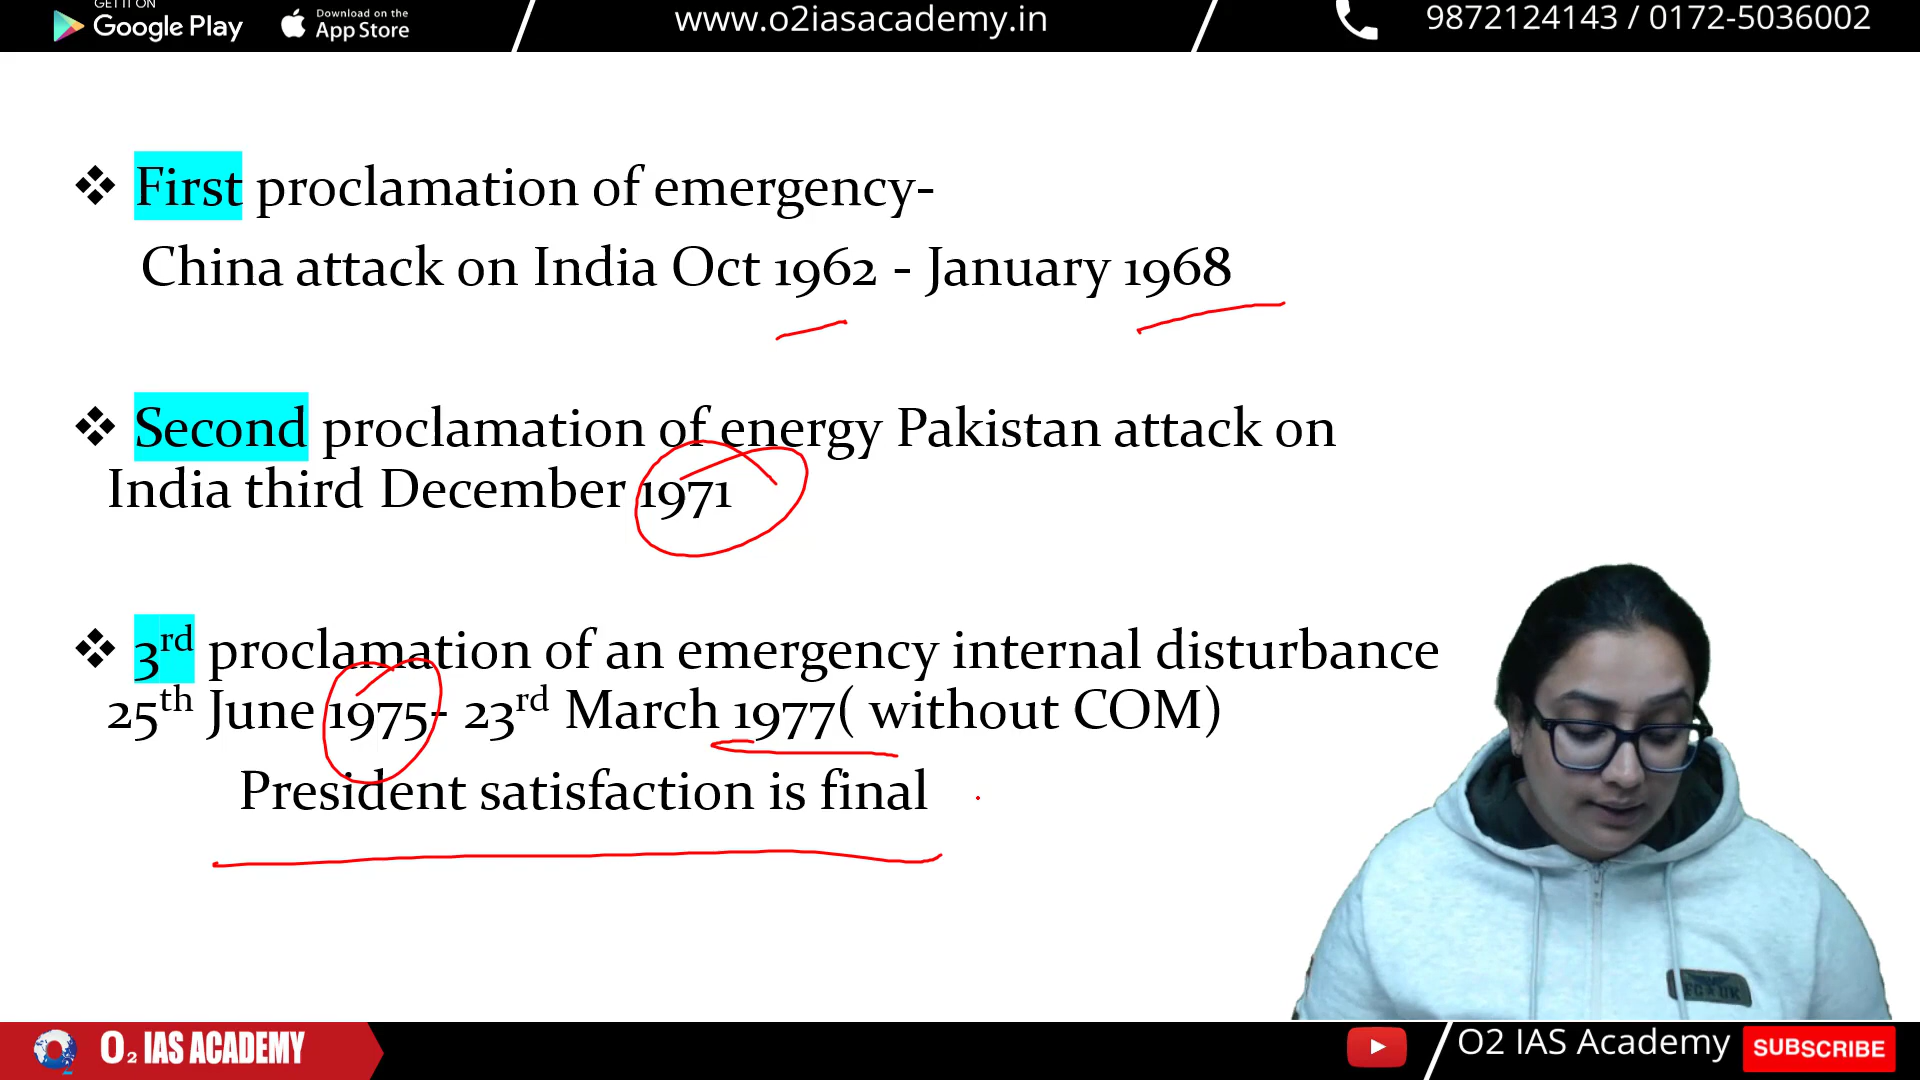 GET IT ON
Google Play
Download on the
App Store
www.o2iasacademy.in
9872124143 / 0172-5036002
❖ First proclamation of emergency-
China attack on India Oct 1962 - January 1968
❖ Second proclamation of energy Pakistan attack on
India third December 1971
❖ 3rd proclamation of an emergency internal disturbance
25th June 1975- 23rd March 1977( without COM)
President satisfaction is final
O2 IAS ACADEMY
O2 IAS Academy
SUBSCRIBE